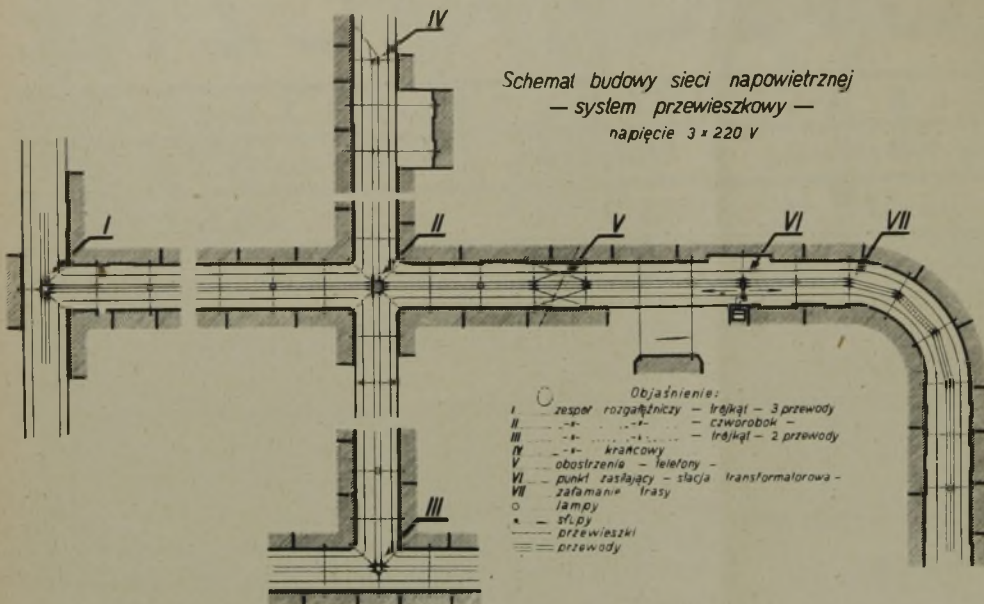 IV
Schemat budowy sieci napowietrznej
— system przewieszkowy —
napięcie 3 × 220 V
I
II
V
VI
VII
III
Objaśnienie:
I zespół rozgałęźniczy – trójkąt – 3 przewody
II -"- -"- – czworobok –
III -"- -"- – trójkąt – 2 przewody
IV -"- krańcowy
V obostrzenie – telefony –
VI punkt zasilający – stacja transformatorowa –
VII załamanie trasy
lampy
słupy
przewieszki
przewody